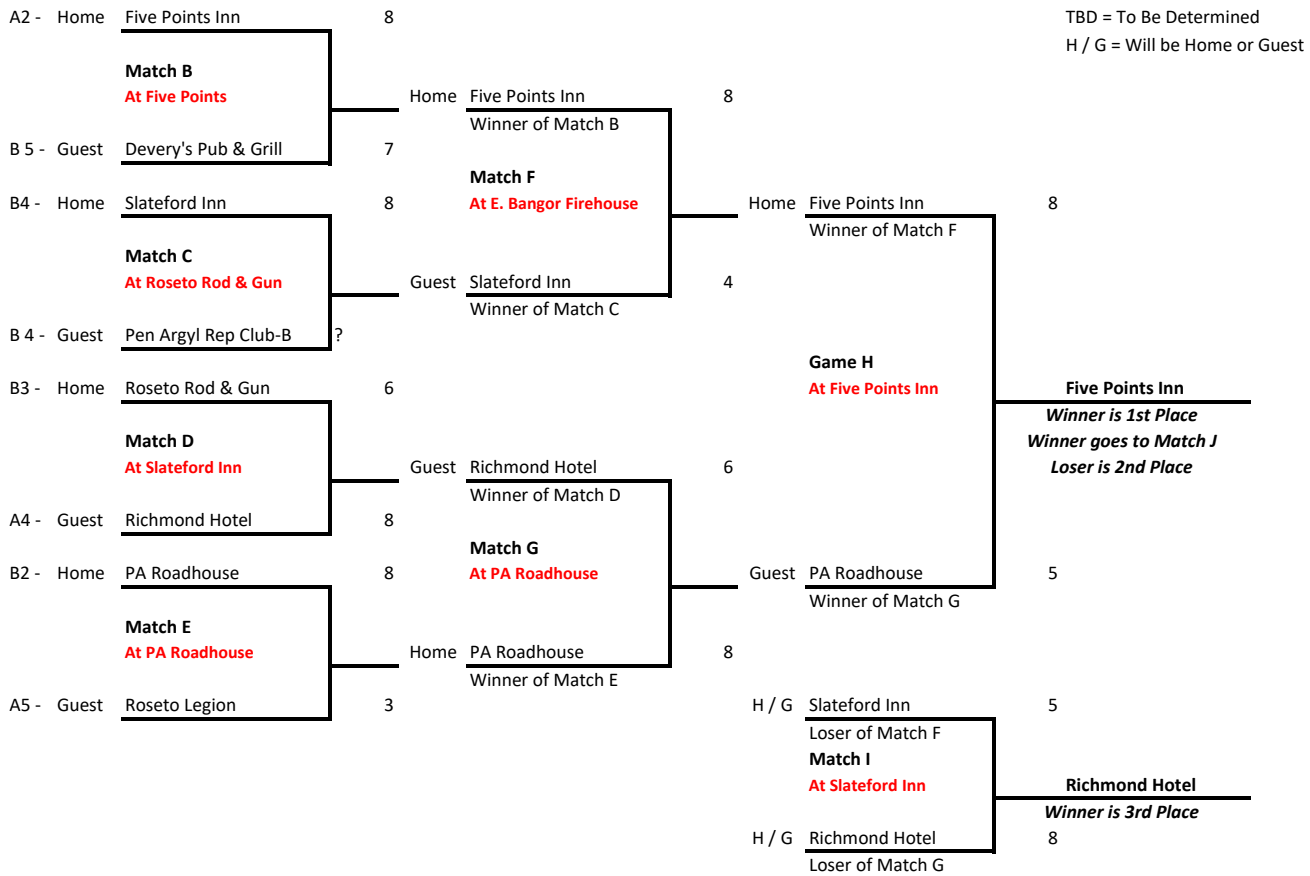 A2 - Home Five Points Inn 8
TBD = To Be Determined
H / G = Will be Home or Guest
Match B
At Five Points
Home Five Points Inn 8
Winner of Match B
B 5 - Guest Devery's Pub & Grill 7
Match F
At E. Bangor Firehouse
B4 - Home Slateford Inn 8
Home Five Points Inn 8
Winner of Match F
Match C
At Roseto Rod & Gun
Guest Slateford Inn 4
Winner of Match C
B 4 - Guest Pen Argyl Rep Club-B ?
Game H
At Five Points Inn
B3 - Home Roseto Rod & Gun 6
Five Points Inn
Winner is 1st Place
Winner goes to Match J
Loser is 2nd Place
Match D
At Slateford Inn
Guest Richmond Hotel 6
Winner of Match D
A4 - Guest Richmond Hotel 8
Match G
At PA Roadhouse
B2 - Home PA Roadhouse 8
Guest PA Roadhouse 5
Winner of Match G
Match E
At PA Roadhouse
Home PA Roadhouse 8
Winner of Match E
A5 - Guest Roseto Legion 3
H / G Slateford Inn 5
Loser of Match F
Match I
At Slateford Inn
Richmond Hotel
Winner is 3rd Place
H / G Richmond Hotel 8
Loser of Match G